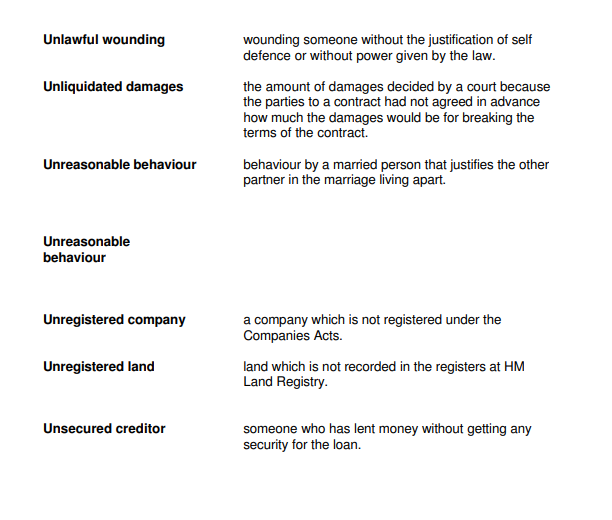 Unlawful wounding wounding someone without the justification of self
defence or without power given by the law.
Unliquidated damages the amount of damages decided by a court because
the parties to a contract had not agreed in advance
how much the damages would be for breaking the
terms of the contract.
Unreasonable behaviour behaviour by a married person that justifies the other
partner in the marriage living apart.
Unreasonable
behaviour
Unregistered company a company which is not registered under the
Companies Acts.
Unregistered land land which is not recorded in the registers at HM
Land Registry.
Unsecured creditor someone who has lent money without getting any
security for the loan.